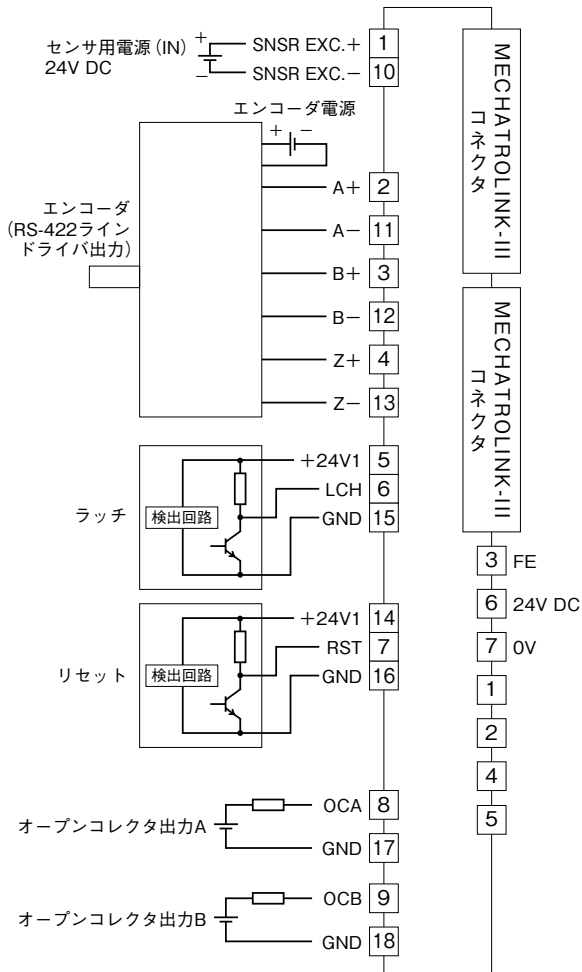 センサ用電源(IN)
24V DC
+
−
SNSR EXC.+ 1
SNSR EXC.− 10
エンコーダ電源
+ −
エンコーダ
(RS-422ライン
ドライバ出力)
A+ 2
A− 11
B+ 3
B− 12
Z+ 4
Z− 13
ラッチ
検出回路
+24V1 5
LCH 6
GND 15
リセット
検出回路
+24V1 14
RST 7
GND 16
オープンコレクタ出力A
OCA 8
GND 17
オープンコレクタ出力B
OCB 9
GND 18
MECHATROLINK-III
コネクタ
MECHATROLINK-III
コネクタ
3 FE
6 24V DC
7 0V
1
2
4
5